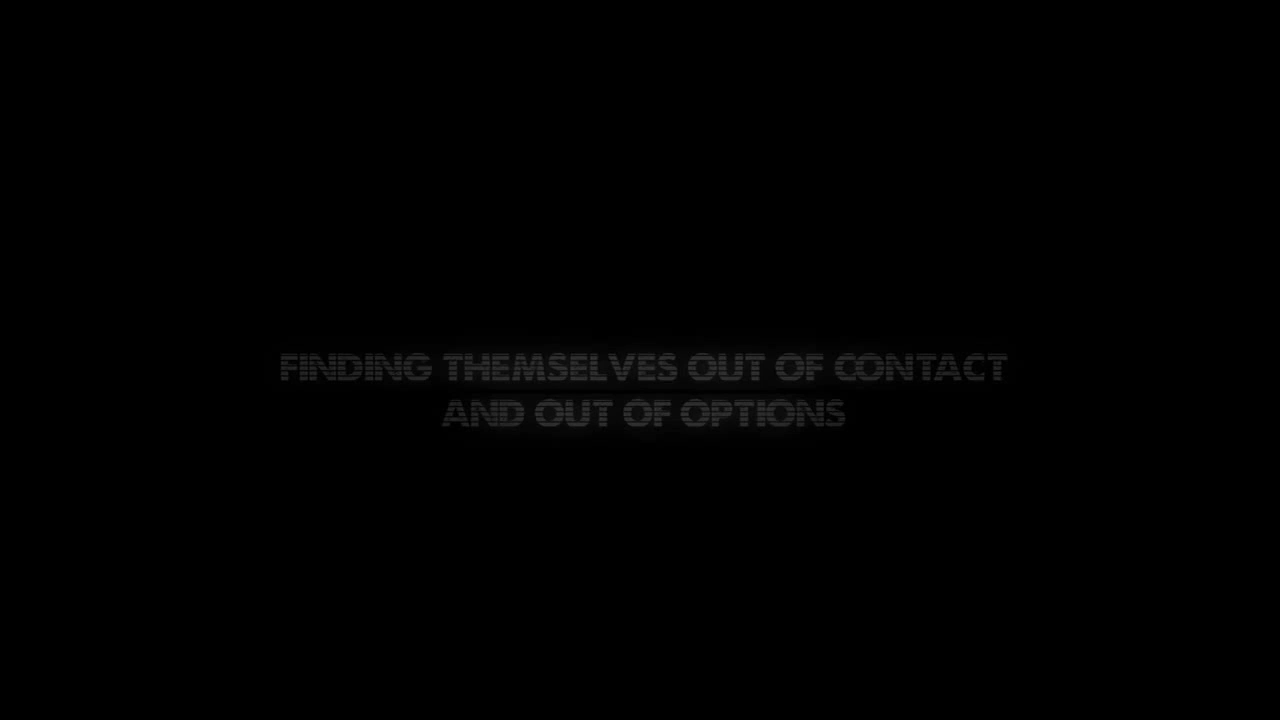 FINDING THEMSELVES OUT OF CONTACT
AND OUT OF OPTIONS